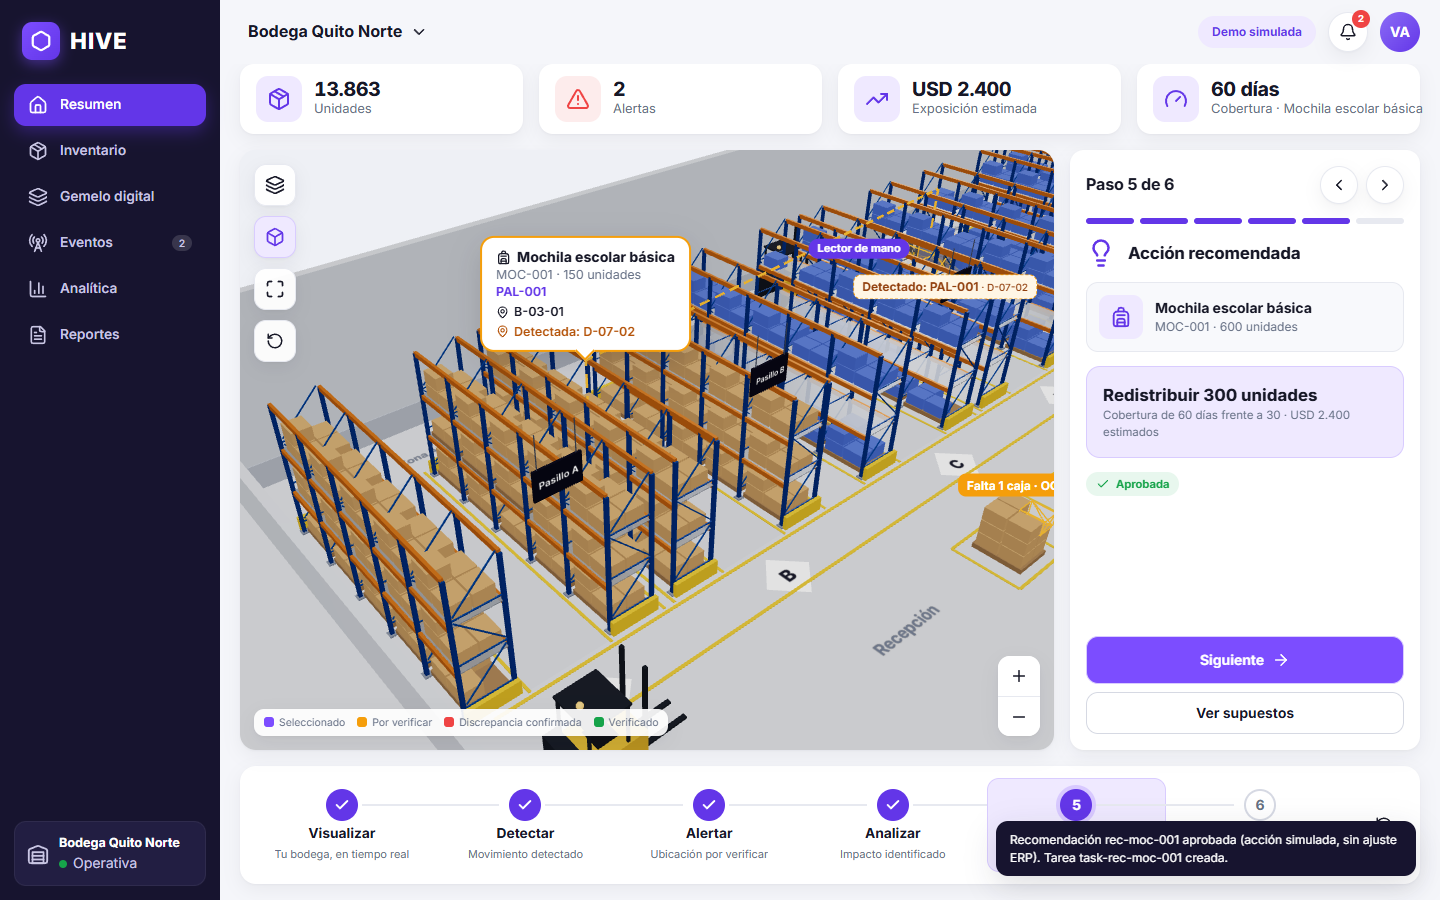 HIVE
Resumen
Inventario
Gemelo digital
Eventos 2
Analítica
Reportes
Bodega Quito Norte
Operativa
Bodega Quito Norte
Demo simulada
2
VA
13.863
Unidades
2
Alertas
USD 2.400
Exposición estimada
60 días
Cobertura · Mochila escolar básica
Mochila escolar básica
MOC-001 · 150 unidades
PAL-001
B-03-01
Detectada: D-07-02
Lector de mano
Detectado: PAL-001 · D-07-02
Pasillo B
Pasillo A
C
Falta 1 caja · OC
B
Recepción
Seleccionado
Por verificar
Discrepancia confirmada
Verificado
Paso 5 de 6
Acción recomendada
Mochila escolar básica
MOC-001 · 600 unidades
Redistribuir 300 unidades
Cobertura de 60 días frente a 30 · USD 2.400
estimados
Aprobada
Siguiente
Ver supuestos
Visualizar
Tu bodega, en tiempo real
Detectar
Movimiento detectado
Alertar
Ubicación por verificar
Analizar
Impacto identificado
5
6
Recomendación rec-moc-001 aprobada (acción simulada, sin ajuste
ERP). Tarea task-rec-moc-001 creada.